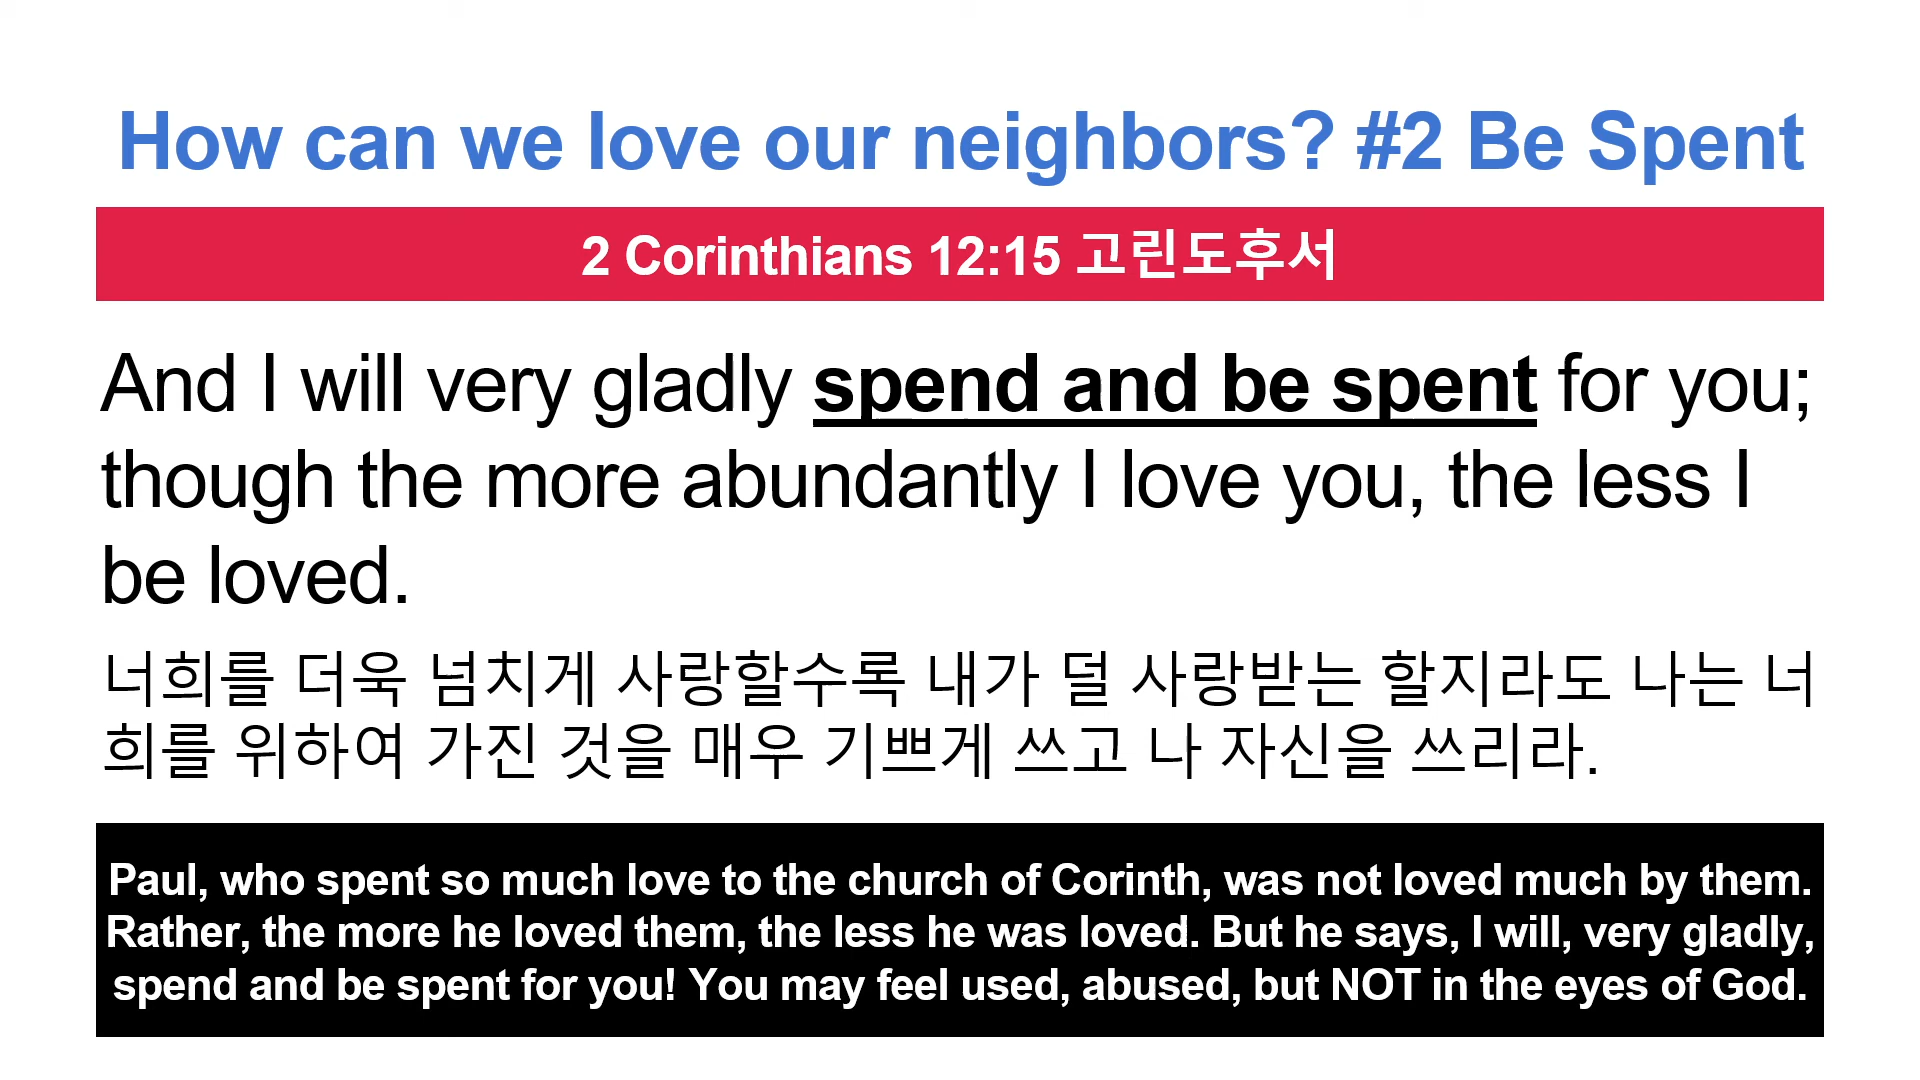 How can we love our neighbors? #2 Be Spent
2 Corinthians 12:15 고린도후서
And I will very gladly spend and be spent for you;
though the more abundantly I love you, the less I
be loved.
너희를 더욱 넘치게 사랑할수록 내가 덜 사랑받는 할지라도 나는 너
희를 위하여 가진 것을 매우 기쁘게 쓰고 나 자신을 쓰리라.
Paul, who spent so much love to the church of Corinth, was not loved much by them.
Rather, the more he loved them, the less he was loved. But he says, I will, very gladly,
spend and be spent for you! You may feel used, abused, but NOT in the eyes of God.